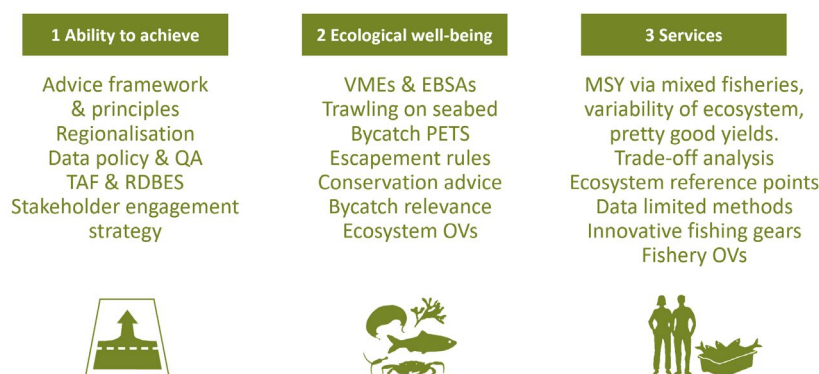 1 Ability to achieve
Advice framework
& principles
Regionalisation
Data policy & QA
TAF & RDBES
Stakeholder engagement
strategy
2 Ecological well-being
VMEs & EBSAs
Trawling on seabed
Bycatch PETS
Escapement rules
Conservation advice
Bycatch relevance
Ecosystem OVs
3 Services
MSY via mixed fisheries,
variability of ecosystem,
pretty good yields.
Trade-off analysis
Ecosystem reference points
Data limited methods
Innovative fishing gears
Fishery OVs